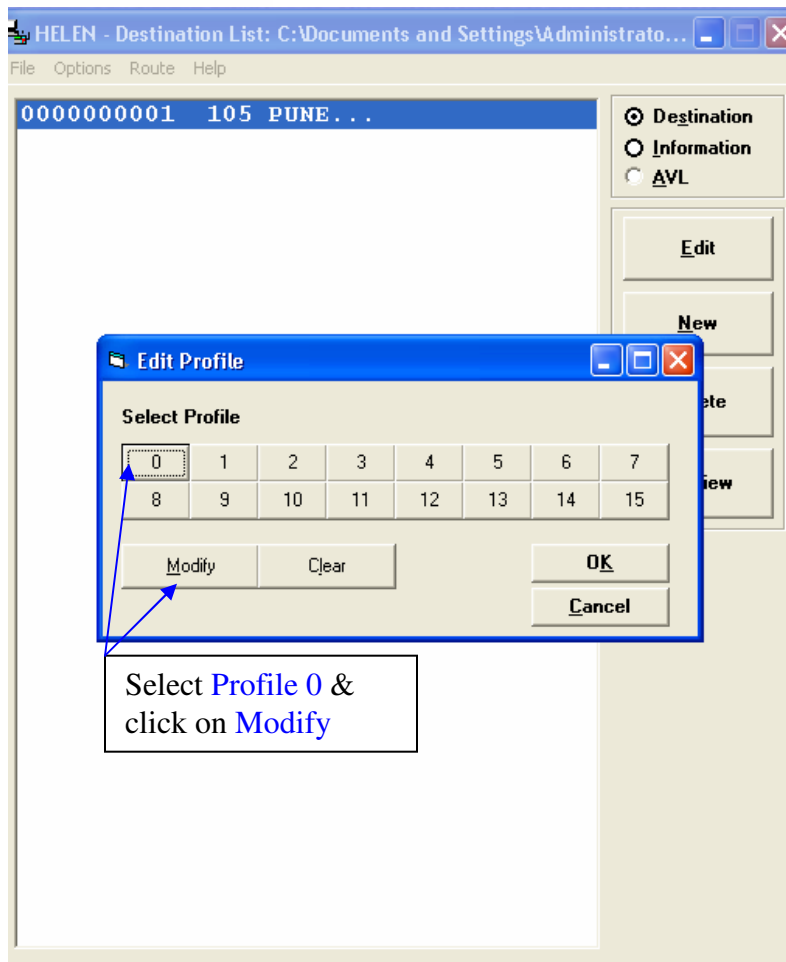 HELEN - Destination List: C:\Documents and Settings\Administrato...
File Options Route Help
0000000001 105 PUNE...
Destination
Information
AVL
Edit
New
ete
iew
Edit Profile
Select Profile
0 1 2 3 4 5 6 7
8 9 10 11 12 13 14 15
Modify Clear OK
Cancel
Select Profile 0 &
click on Modify